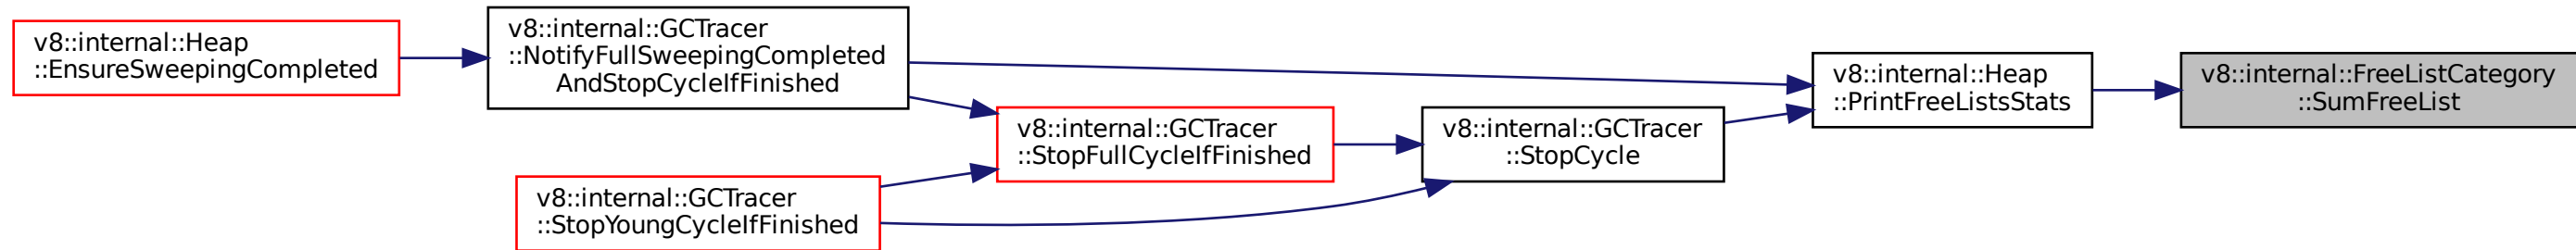 v8::internal::Heap
::EnsureSweepingCompleted
v8::internal::GCTracer
::NotifyFullSweepingCompleted
AndStopCycleIfFinished
v8::internal::GCTracer
::StopYoungCycleIfFinished
v8::internal::GCTracer
::StopFullCycleIfFinished
v8::internal::GCTracer
::StopCycle
v8::internal::Heap
::PrintFreeListsStats
v8::internal::FreeListCategory
::SumFreeList